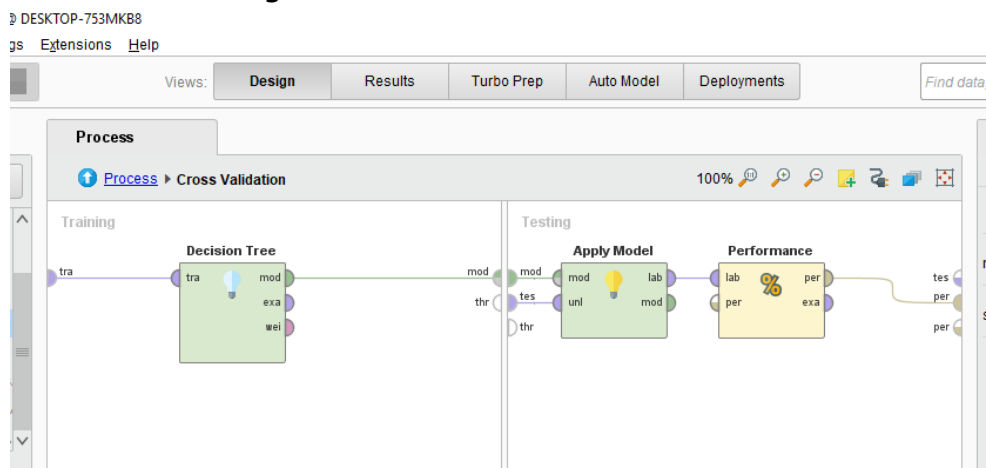 @ DESKTOP-753MKB8
gs Extensions Help
Views: Design Results Turbo Prep Auto Model Deployments Find data,
Process
Process Cross Validation 100%
Training Testing
Decision Tree Apply Model Performance
tra tra mod mod mod mod lab lab per tes
exa thr tes unl mod per exa per
wei thr per